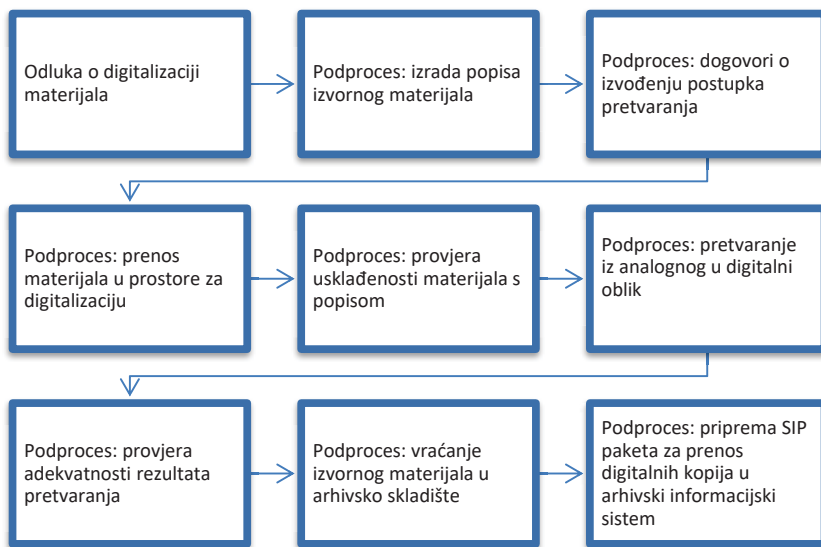 Odluka o digitalizaciji
materijala
Podproces: izrada popisa
izvornog materijala
Podproces: dogovori o
izvođenju postupka
pretvaranja
Podproces: prenos
materijala u prostore za
digitalizaciju
Podproces: provjera
usklađenosti materijala s
popisom
Podproces: pretvaranje
iz analognog u digitalni
oblik
Podproces: provjera
adekvatnosti rezultata
pretvaranja
Podproces: vraćanje
izvornog materijala u
arhivsko skladište
Podproces: priprema SIP
paketa za prenos
digitalnih kopija u
arhivski informacijski
sistem